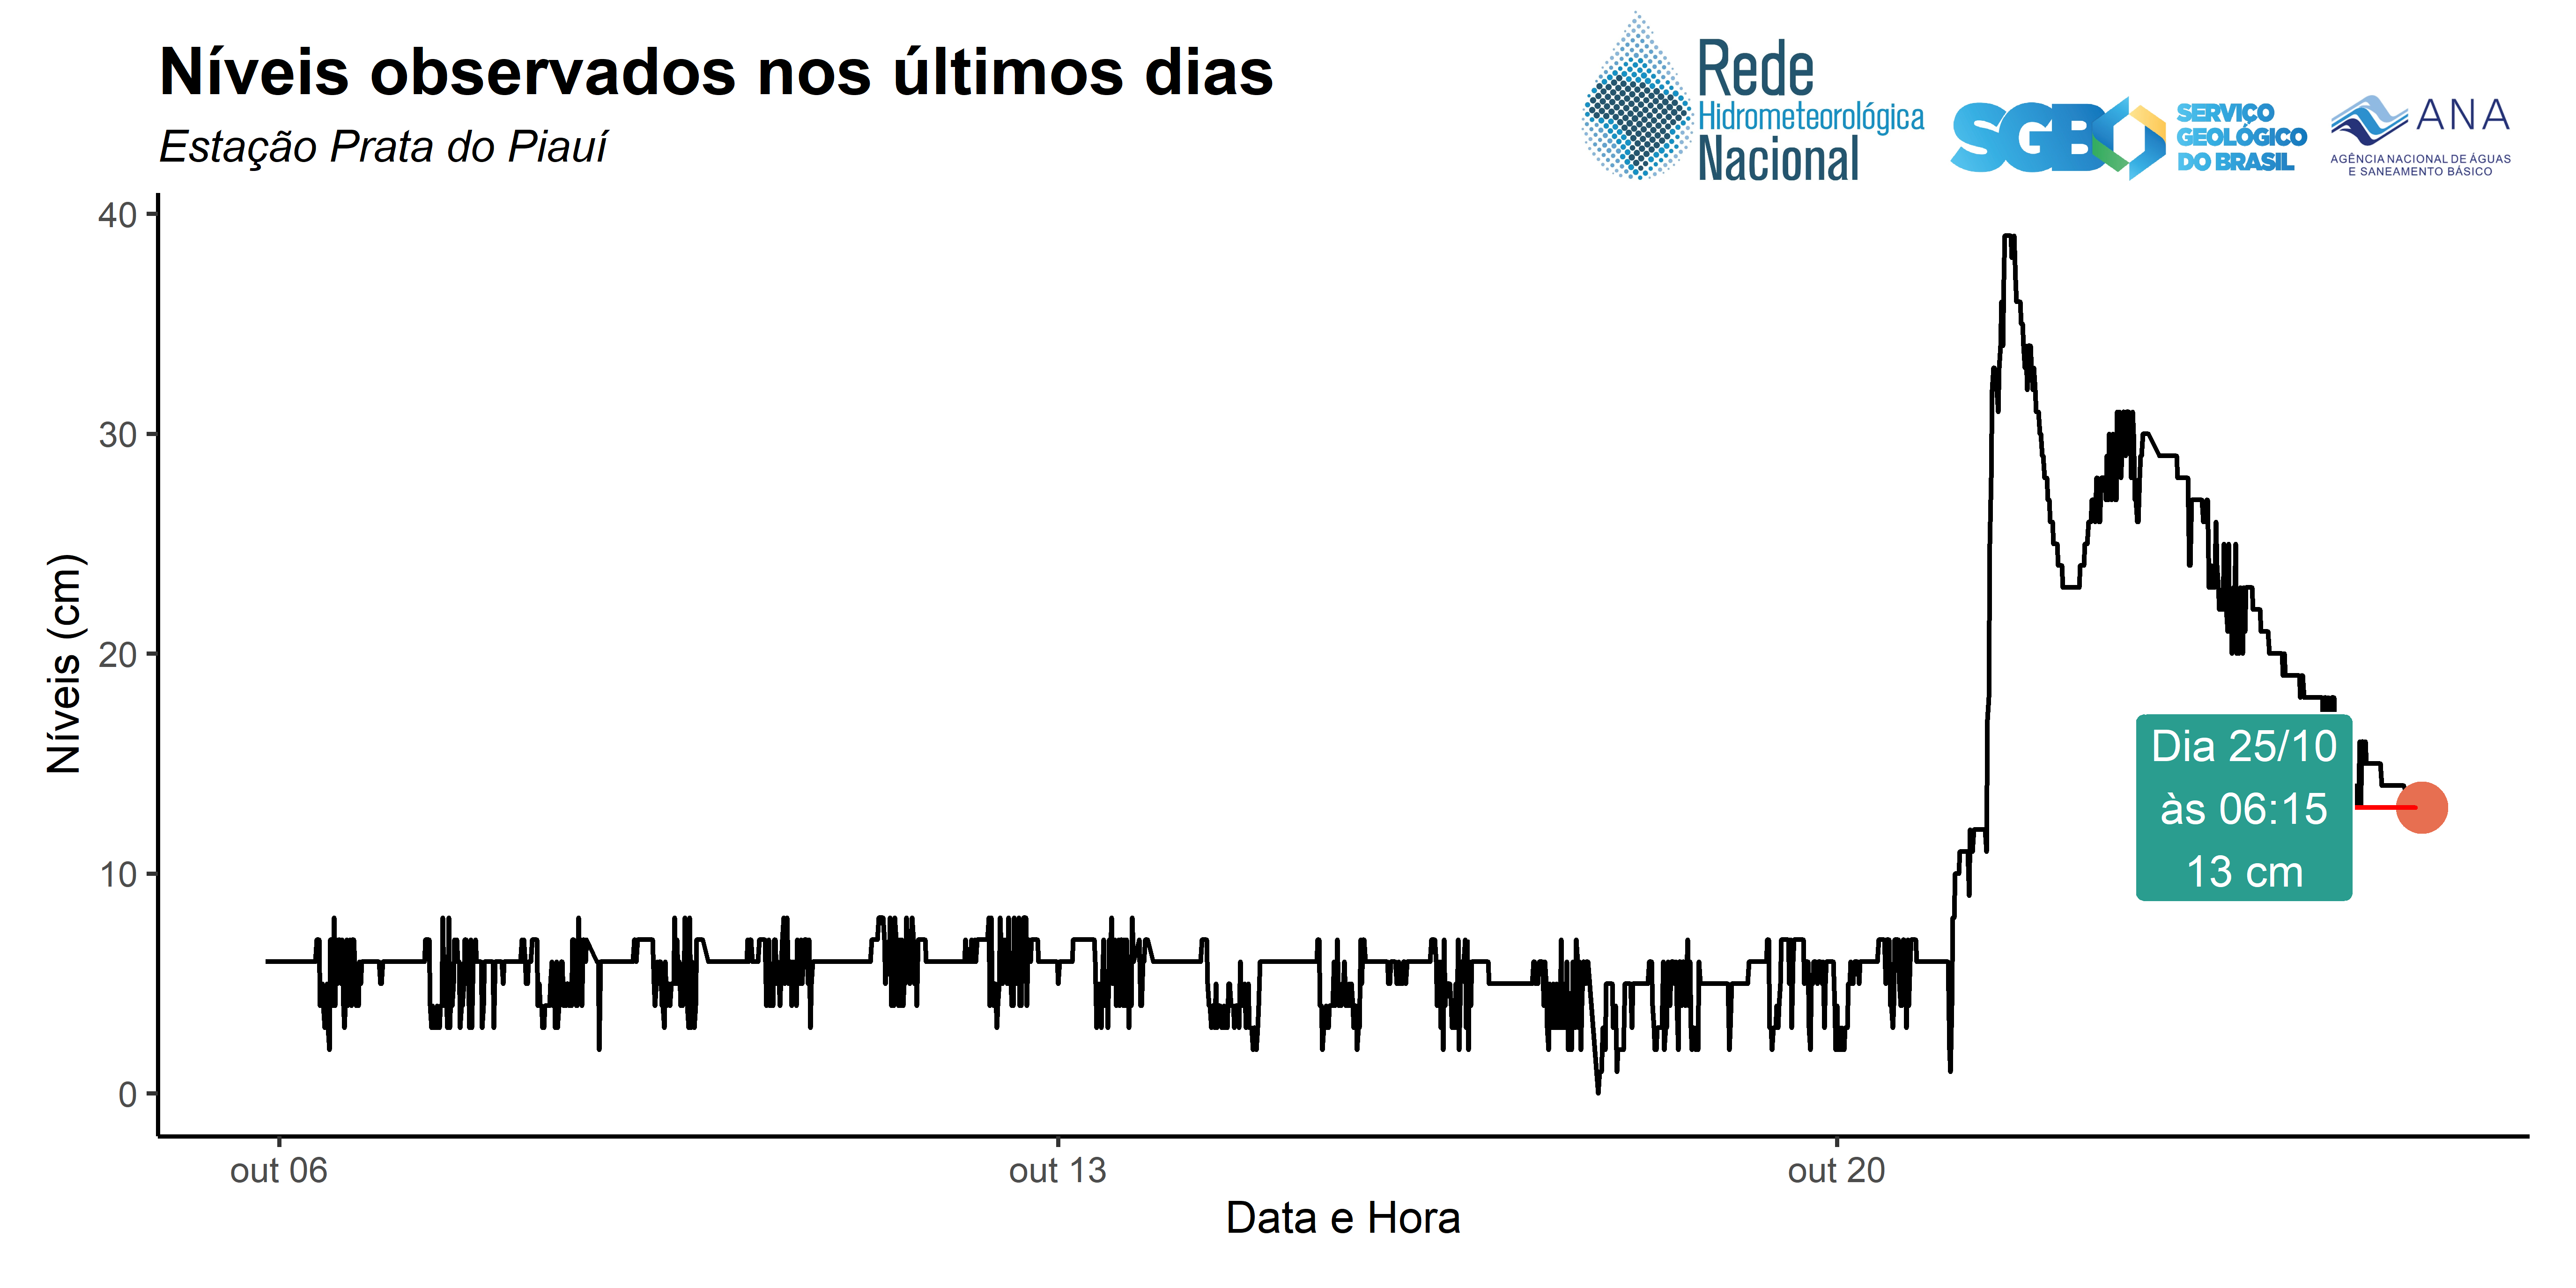 Níveis observados nos últimos dias
Estação Prata do Piauí
Rede
Hidrometeorológica
Nacional
SGB
SERVIÇO
GEOLÓGICO
DO BRASIL
ANA
AGÊNCIA NACIONAL DE ÁGUAS
E SANEAMENTO BÁSICO
Níveis (cm)
40
30
20
10
0
Dia 25/10
às 06:15
13 cm
out 06
out 13
out 20
Data e Hora